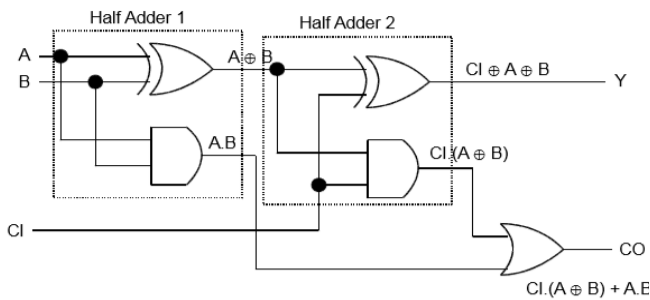 Half Adder 1
Half Adder 2
A
A ⊕ B
CI ⊕ A ⊕ B
Y
B
A.B
CI.(A ⊕ B)
CI
CO
CI.(A ⊕ B) + A.B